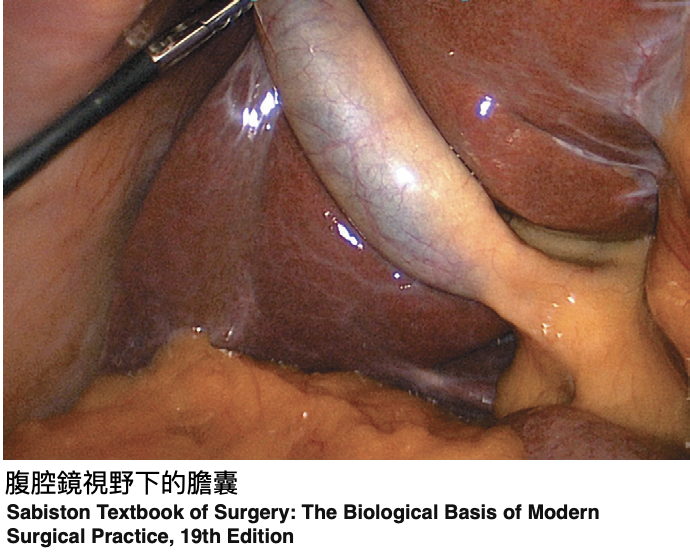 腹腔鏡視野下的膽囊
Sabiston Textbook of Surgery: The Biological Basis of Modern
Surgical Practice, 19th Edition